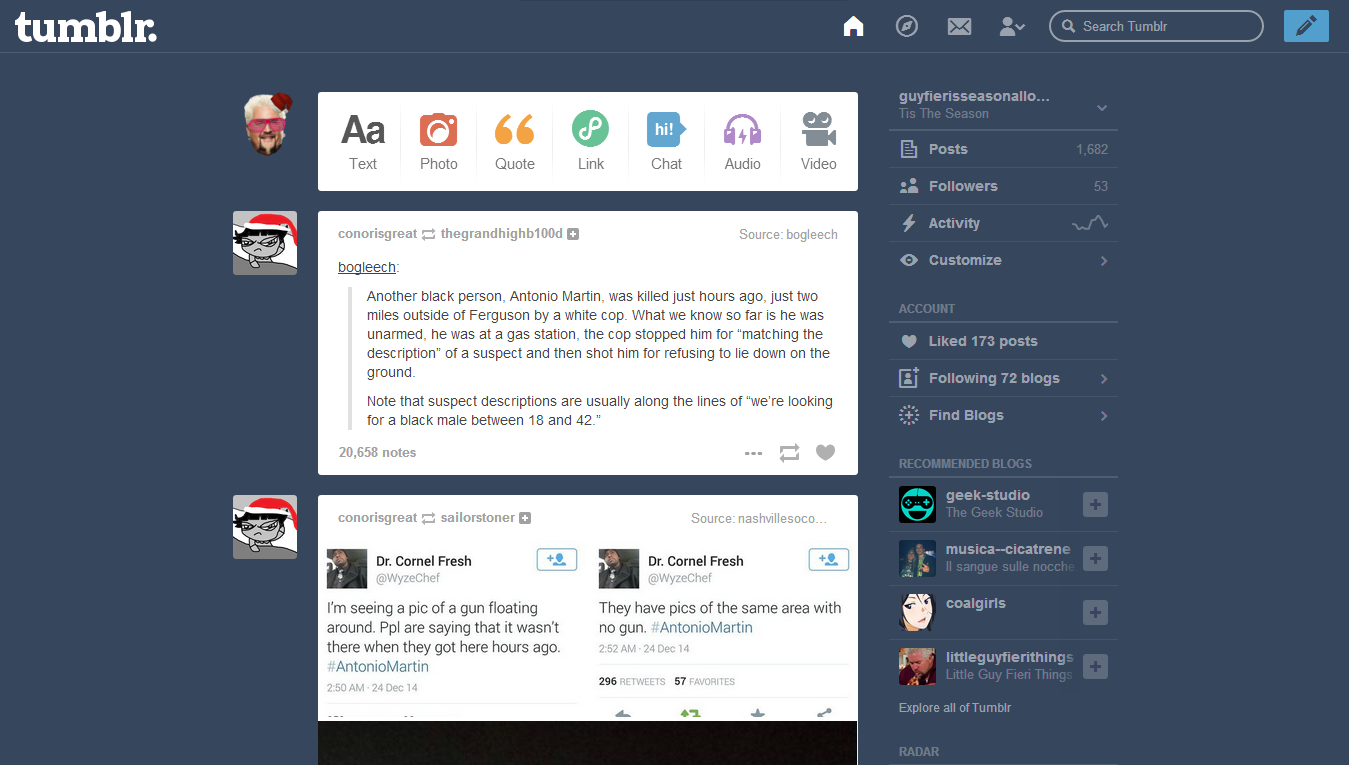 tumblr.
Search Tumblr
Aa
hi!
Text
Photo
Quote
Link
Chat
Audio
Video
conorisgreat thegrandhighb100d
Source: bogleech
bogleech:
Another black person, Antonio Martin, was killed just hours ago, just two
miles outside of Ferguson by a white cop. What we know so far is he was
unarmed, he was at a gas station, the cop stopped him for “matching the
description” of a suspect and then shot him for refusing to lie down on the
ground.
Note that suspect descriptions are usually along the lines of “we’re looking
for a black male between 18 and 42.”
20,658 notes
conorisgreat sailorstoner
Source: nashvillesoco…
Dr. Cornel Fresh
@WyzeChef
I’m seeing a pic of a gun floating
around. Ppl are saying that it wasn’t
there when they got here hours ago.
#AntonioMartin
2:50 AM · 24 Dec 14
Dr. Cornel Fresh
@WyzeChef
They have pics of the same area with
no gun. #AntonioMartin
2:52 AM · 24 Dec 14
296 RETWEETS 57 FAVORITES
guyfierisseasonallo…
Tis The Season
Posts 1,682
Followers 53
Activity
Customize
ACCOUNT
Liked 173 posts
Following 72 blogs
Find Blogs
RECOMMENDED BLOGS
geek-studio
The Geek Studio
musica--cicatrene
Il sangue sulle nocche
coalgirls
littleguyfierithings
Little Guy Fieri Things
Explore all of Tumblr
RADAR